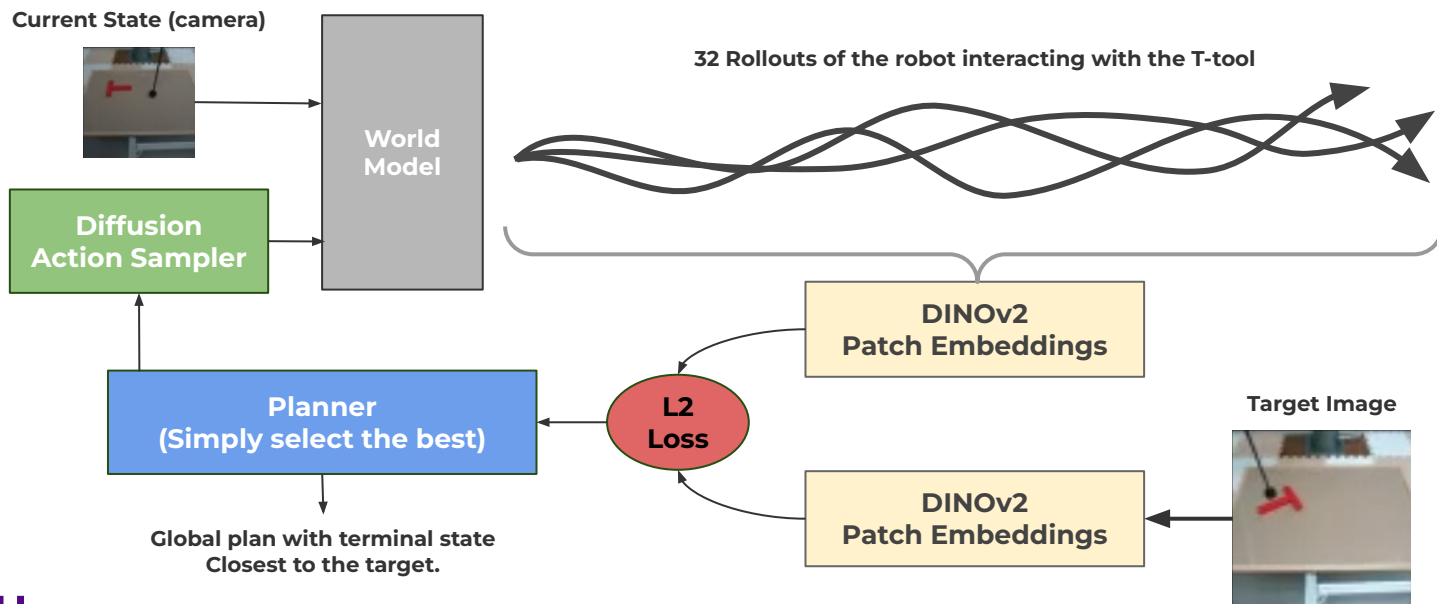 Current State (camera)
32 Rollouts of the robot interacting with the T-tool
World
Model
Diffusion
Action Sampler
DINOv2
Patch Embeddings
Planner
(Simply select the best)
L2
Loss
Target Image
DINOv2
Patch Embeddings
Global plan with terminal state
Closest to the target.